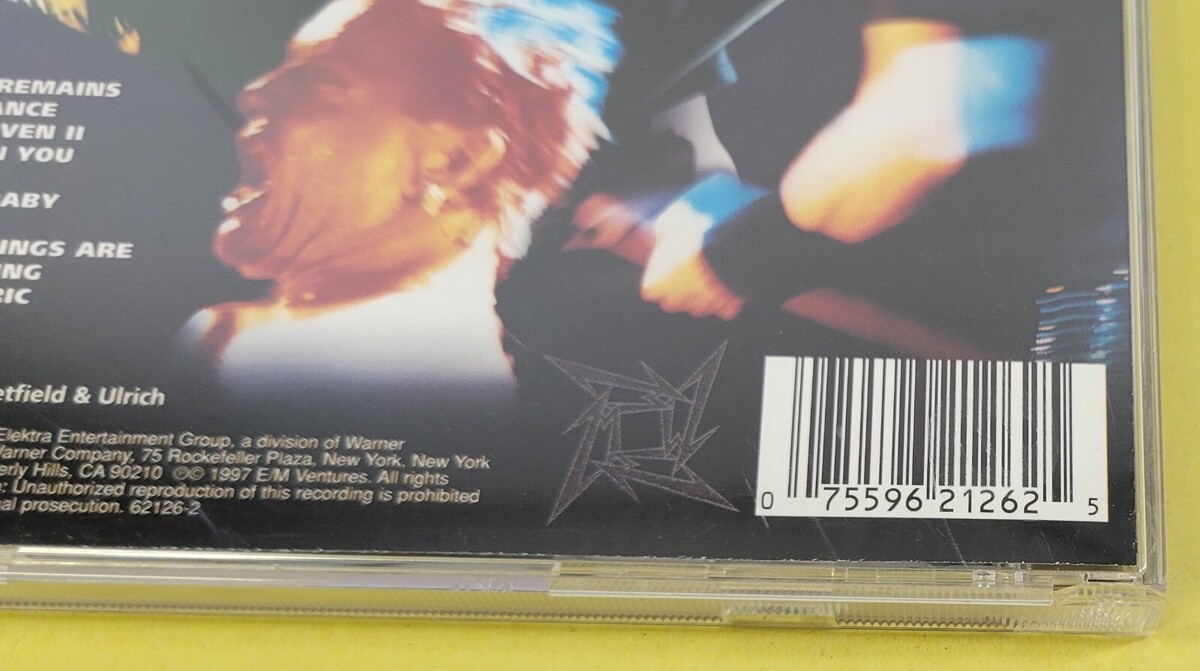 REMAINS
ANCE
VEN II
YOU
ABY
INGS ARE
NG
RIC
etfield & Ulrich
Elektra Entertainment Group, a division of Warner
Warner Company, 75 Rockefeller Plaza, New York, New York
erly Hills, CA 90210 ©℗ 1997 E/M Ventures. All rights
: Unauthorized reproduction of this recording is prohibited
nal prosecution. 62126-2
0 75596 21262 5